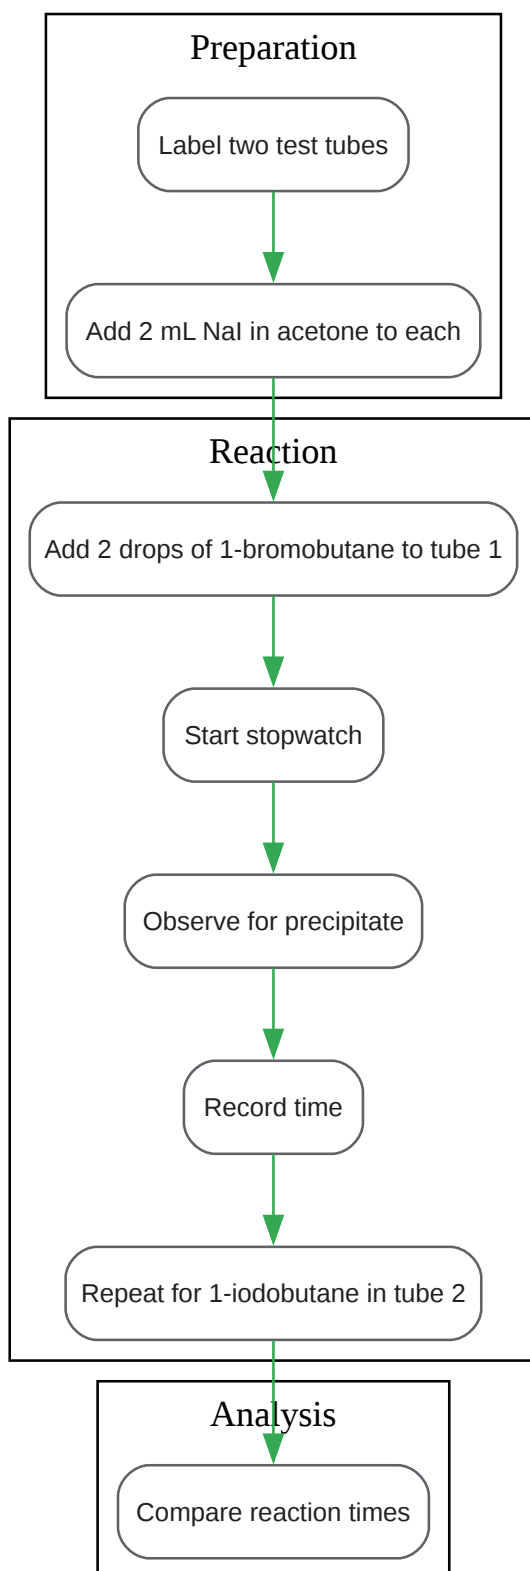 Preparation
Label two test tubes
Add 2 mL NaI in acetone to each
Reaction
Add 2 drops of 1-bromobutane to tube 1
Start stopwatch
Observe for precipitate
Record time
Repeat for 1-iodobutane in tube 2
Analysis
Compare reaction times